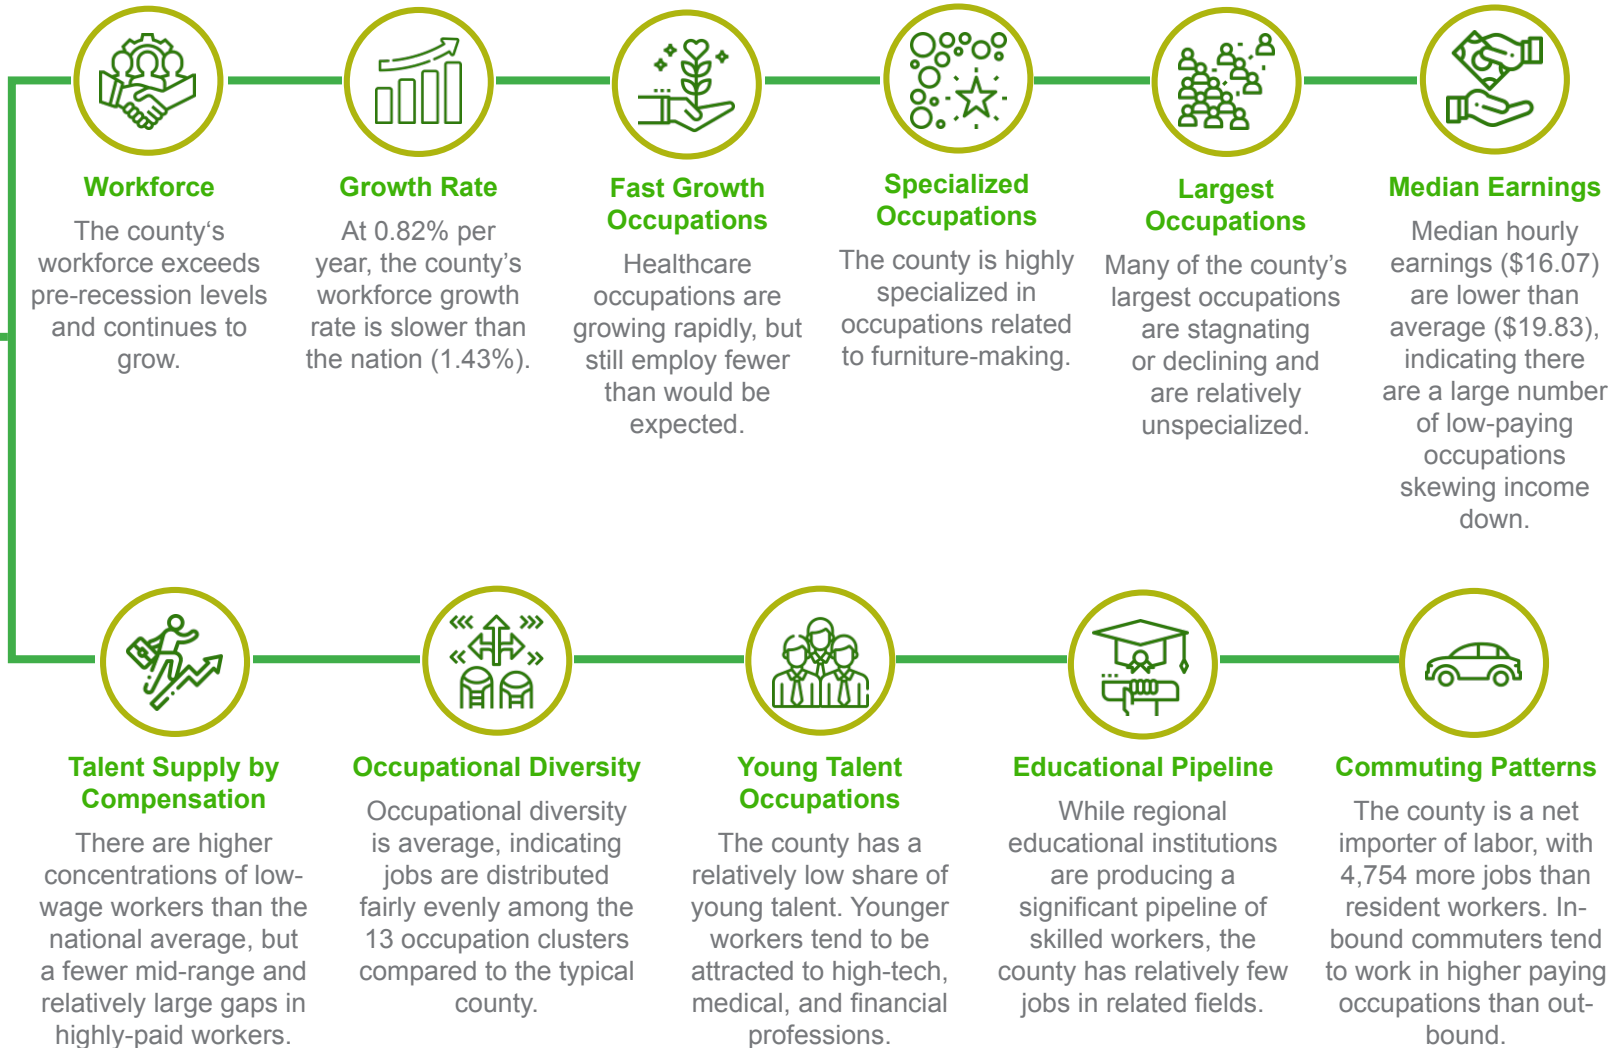 Workforce
The county‘s
workforce exceeds
pre-recession levels
and continues to
grow.
Growth Rate
At 0.82% per
year, the county’s
workforce growth
rate is slower than
the nation (1.43%).
Fast Growth
Occupations
Healthcare
occupations are
growing rapidly, but
still employ fewer
than would be
expected.
Specialized
Occupations
The county is highly
specialized in
occupations related
to furniture-making.
Largest
Occupations
Many of the county’s
largest occupations
are stagnating
or declining and
are relatively
unspecialized.
Median Earnings
Median hourly
earnings ($16.07)
are lower than
average ($19.83),
indicating there
are a large number
of low-paying
occupations
skewing income
down.
Talent Supply by
Compensation
There are higher
concentrations of low-
wage workers than the
national average, but
a fewer mid-range and
relatively large gaps in
highly-paid workers.
Occupational Diversity
Occupational diversity
is average, indicating
jobs are distributed
fairly evenly among the
13 occupation clusters
compared to the typical
county.
Young Talent
Occupations
The county has a
relatively low share of
young talent. Younger
workers tend to be
attracted to high-tech,
medical, and financial
professions.
Educational Pipeline
While regional
educational institutions
are producing a
significant pipeline of
skilled workers, the
county has relatively few
jobs in related fields.
Commuting Patterns
The county is a net
importer of labor, with
4,754 more jobs than
resident workers. In-
bound commuters tend
to work in higher paying
occupations than out-
bound.